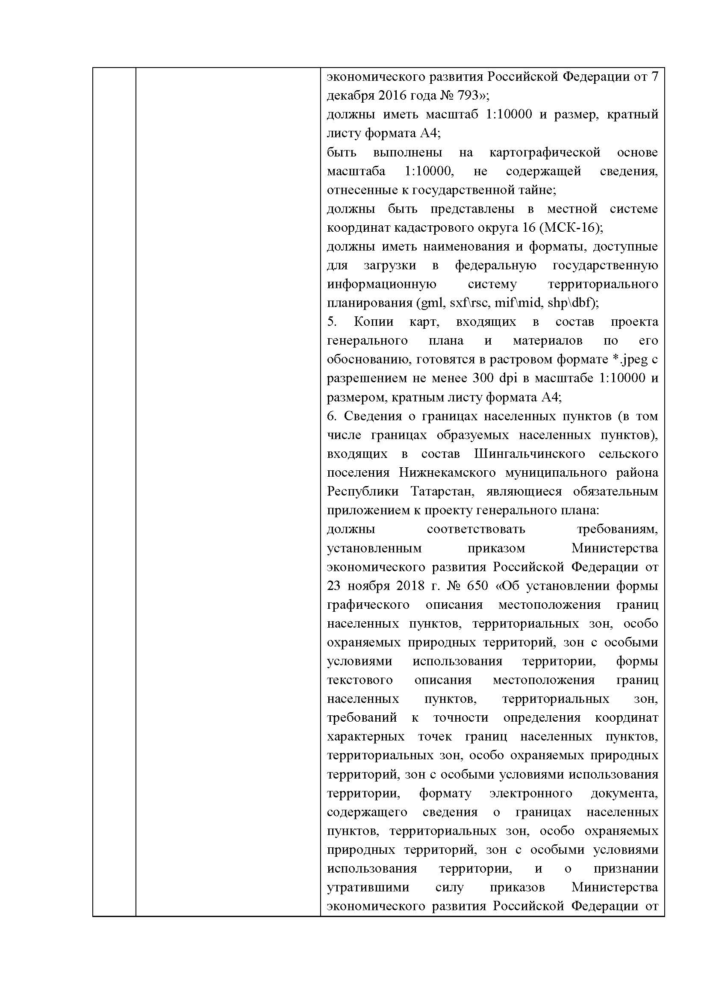 экономического развития Российской Федерации от 7
декабря 2016 года № 793»;
должны иметь масштаб 1:10000 и размер, кратный
листу формата А4;
быть выполнены на картографической основе
масштаба 1:10000, не содержащей сведения,
отнесенные к государственной тайне;
должны быть представлены в местной системе
координат кадастрового округа 16 (МСК-16);
должны иметь наименования и форматы, доступные
для загрузки в федеральную государственную
информационную систему территориального
планирования (gml, sxf\rsc, mif\mid, shp\dbf);
5. Копии карт, входящих в состав проекта
генерального плана и материалов по его
обоснованию, готовятся в растровом формате *.jpeg с
разрешением не менее 300 dpi в масштабе 1:10000 и
размером, кратным листу формата А4;
6. Сведения о границах населенных пунктов (в том
числе границах образуемых населенных пунктов),
входящих в состав Шингальчинского сельского
поселения Нижнекамского муниципального района
Республики Татарстан, являющиеся обязательным
приложением к проекту генерального плана:
должны соответствовать требованиям,
установленным приказом Министерства
экономического развития Российской Федерации от
23 ноября 2018 г. № 650 «Об установлении формы
графического описания местоположения границ
населенных пунктов, территориальных зон, особо
охраняемых природных территорий, зон с особыми
условиями использования территории, формы
текстового описания местоположения границ
населенных пунктов, территориальных зон,
требований к точности определения координат
характерных точек границ населенных пунктов,
территориальных зон, особо охраняемых природных
территорий, зон с особыми условиями использования
территории, формату электронного документа,
содержащего сведения о границах населенных
пунктов, территориальных зон, особо охраняемых
природных территорий, зон с особыми условиями
использования территории, и о признании
утратившими силу приказов Министерства
экономического развития Российской Федерации от